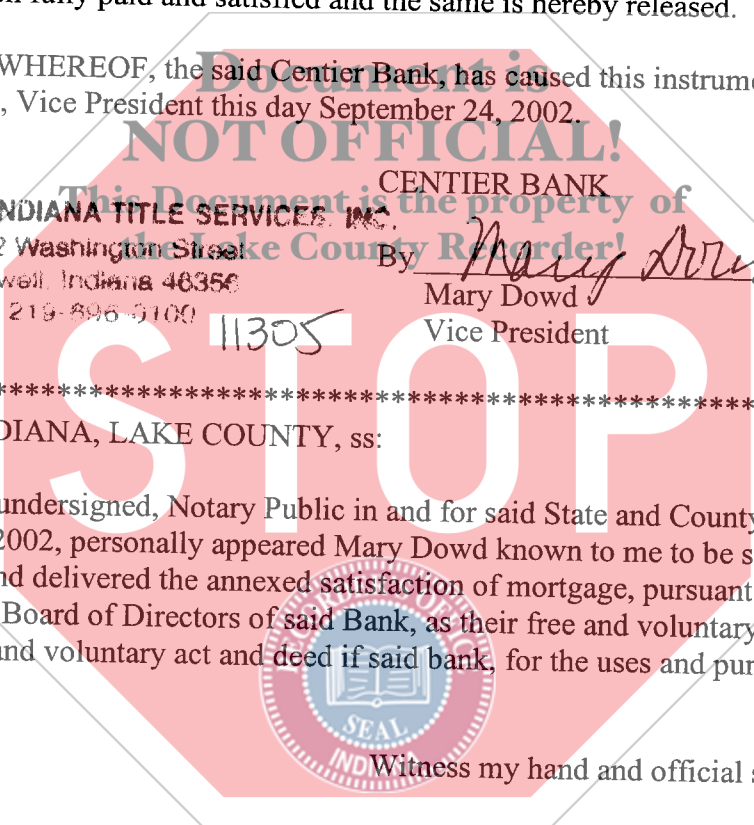 fully paid and satisfied and the same is hereby released.
WHEREOF, the said Centier Bank, has caused this
, Vice President this day September 24, 2002.
Document is
NOT OFFICIAL!
This Document is the property of
the Lake County Recorder!
CENTIER BANK
NDIANA TITLE SERVICES, INC.
2 Washington Street
well, Indiana 46356
219-696-0100
By Mary
Mary Dowd
Vice President
11305
STOP
***********************************************************
DIANA, LAKE COUNTY, ss:
undersigned, Notary Public in and for said State and County
2002, personally appeared Mary Dowd known to me to be s
nd delivered the annexed satisfaction of mortgage, pursuant
Board of Directors of said Bank, as their free and voluntary
and voluntary act and deed if said bank, for the uses and pur
SEAL
INDIANA
Witness my hand and official s